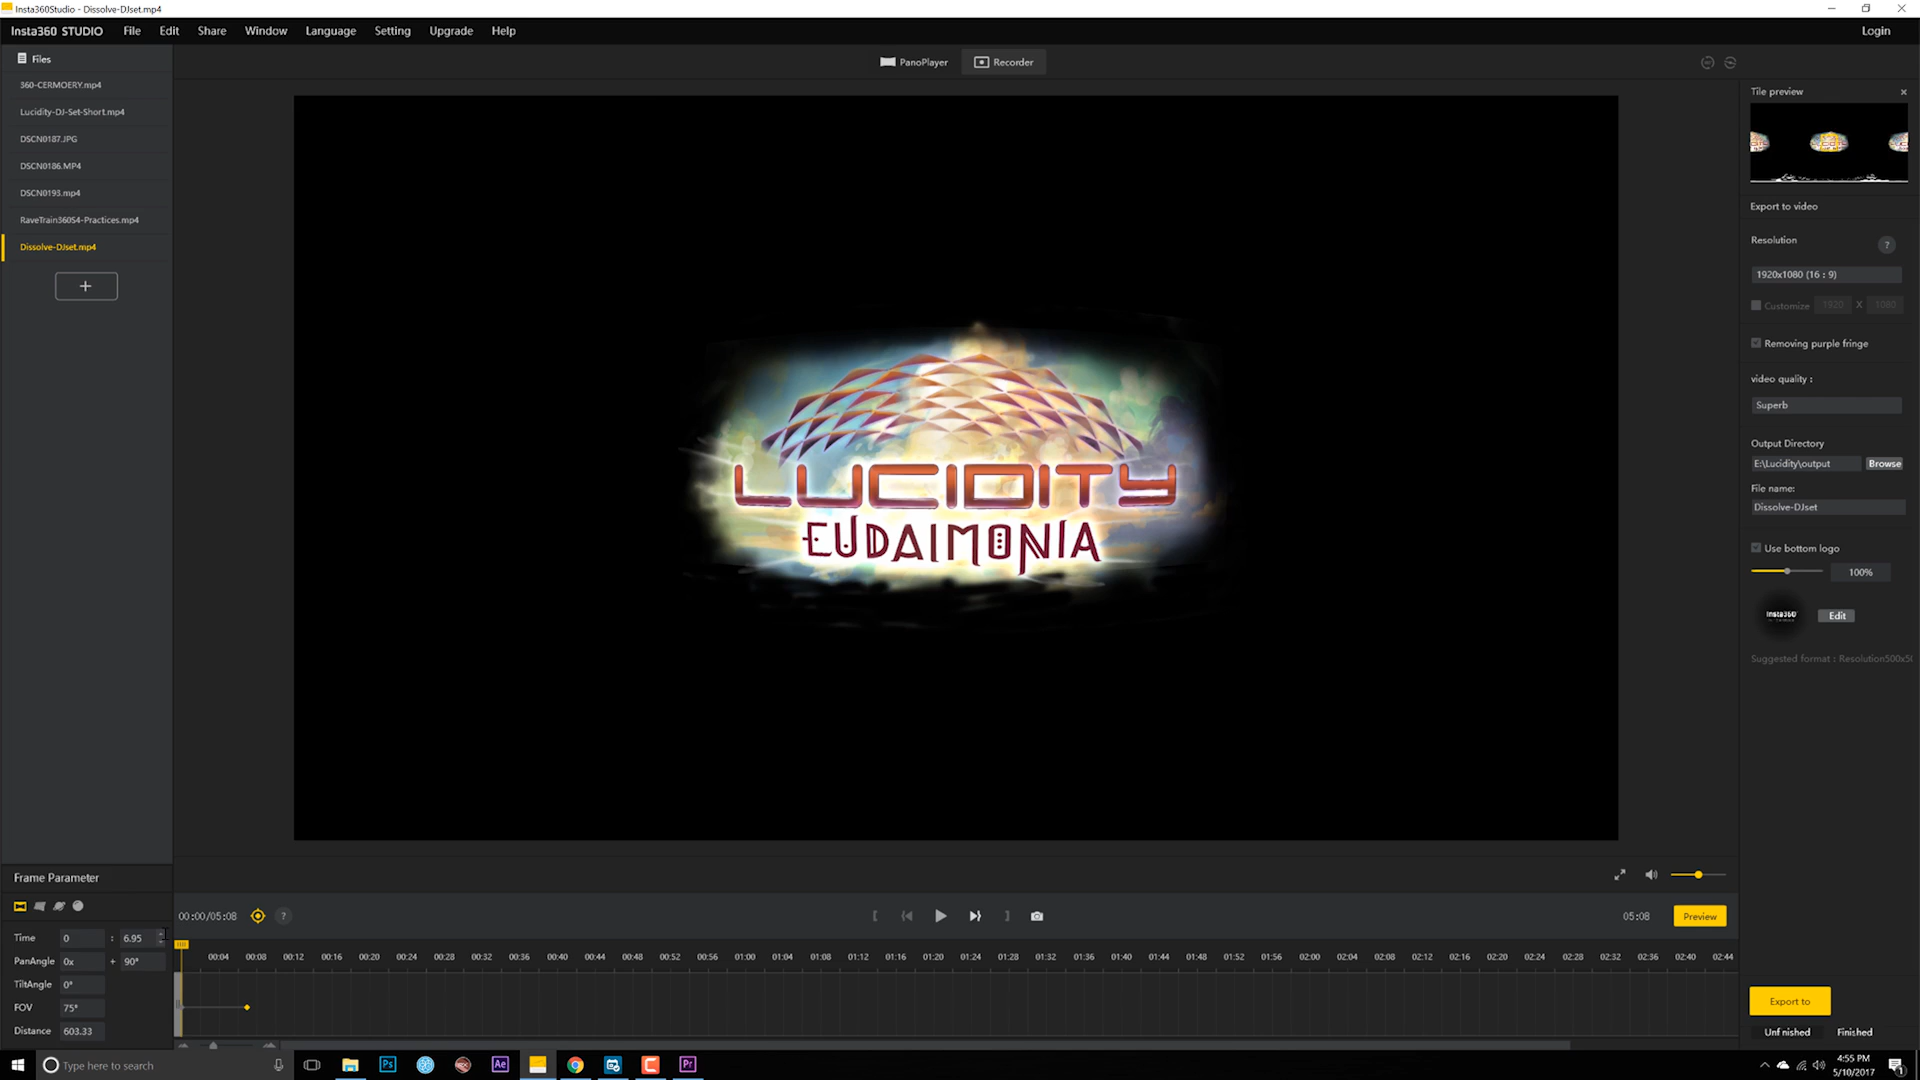 Insta360Studio - Dissolve-DJset.mp4
Insta360 STUDIO File Edit Share Window Language Setting Upgrade Help Login
Files
360-CERMOERY.mp4
Lucidity-DJ-Set-Short.mp4
DSCN0187.JPG
DSCN0186.MP4
DSCN0193.mp4
RaveTrain360S4-Practices.mp4
Dissolve-DJset.mp4
+
PanoPlayer Recorder
LUCIDITY
EUDAIMONIA
Tile preview
Export to video
Resolution ?
1920x1080 (16 : 9)
Customize 1920 X 1080
Removing purple fringe
video quality :
Superb
Output Directory
E:\Lucidity\output Browse
File name:
Dissolve-DJset
Use bottom logo
100%
Insta360
Edit
Suggested format : Resolution500x50
Frame Parameter
Time 0 : 6.95
PanAngle 0x + 90°
TiltAngle 0°
FOV 75°
Distance 603.33
00:00/05:08 ? 05:08 Preview
00:04 00:08 00:12 00:16 00:20 00:24 00:28 00:32 00:36 00:40 00:44 00:48 00:52 00:56 01:00 01:04 01:08 01:12 01:16 01:20 01:24 01:28 01:32 01:36 01:40 01:44 01:48 01:52 01:56 02:00 02:04 02:08 02:12 02:16 02:20 02:24 02:28 02:32 02:36 02:40 02:44
Export to
Unfinished Finished
Type here to search
Ps
Ae
Pr
4:55 PM
5/10/2017